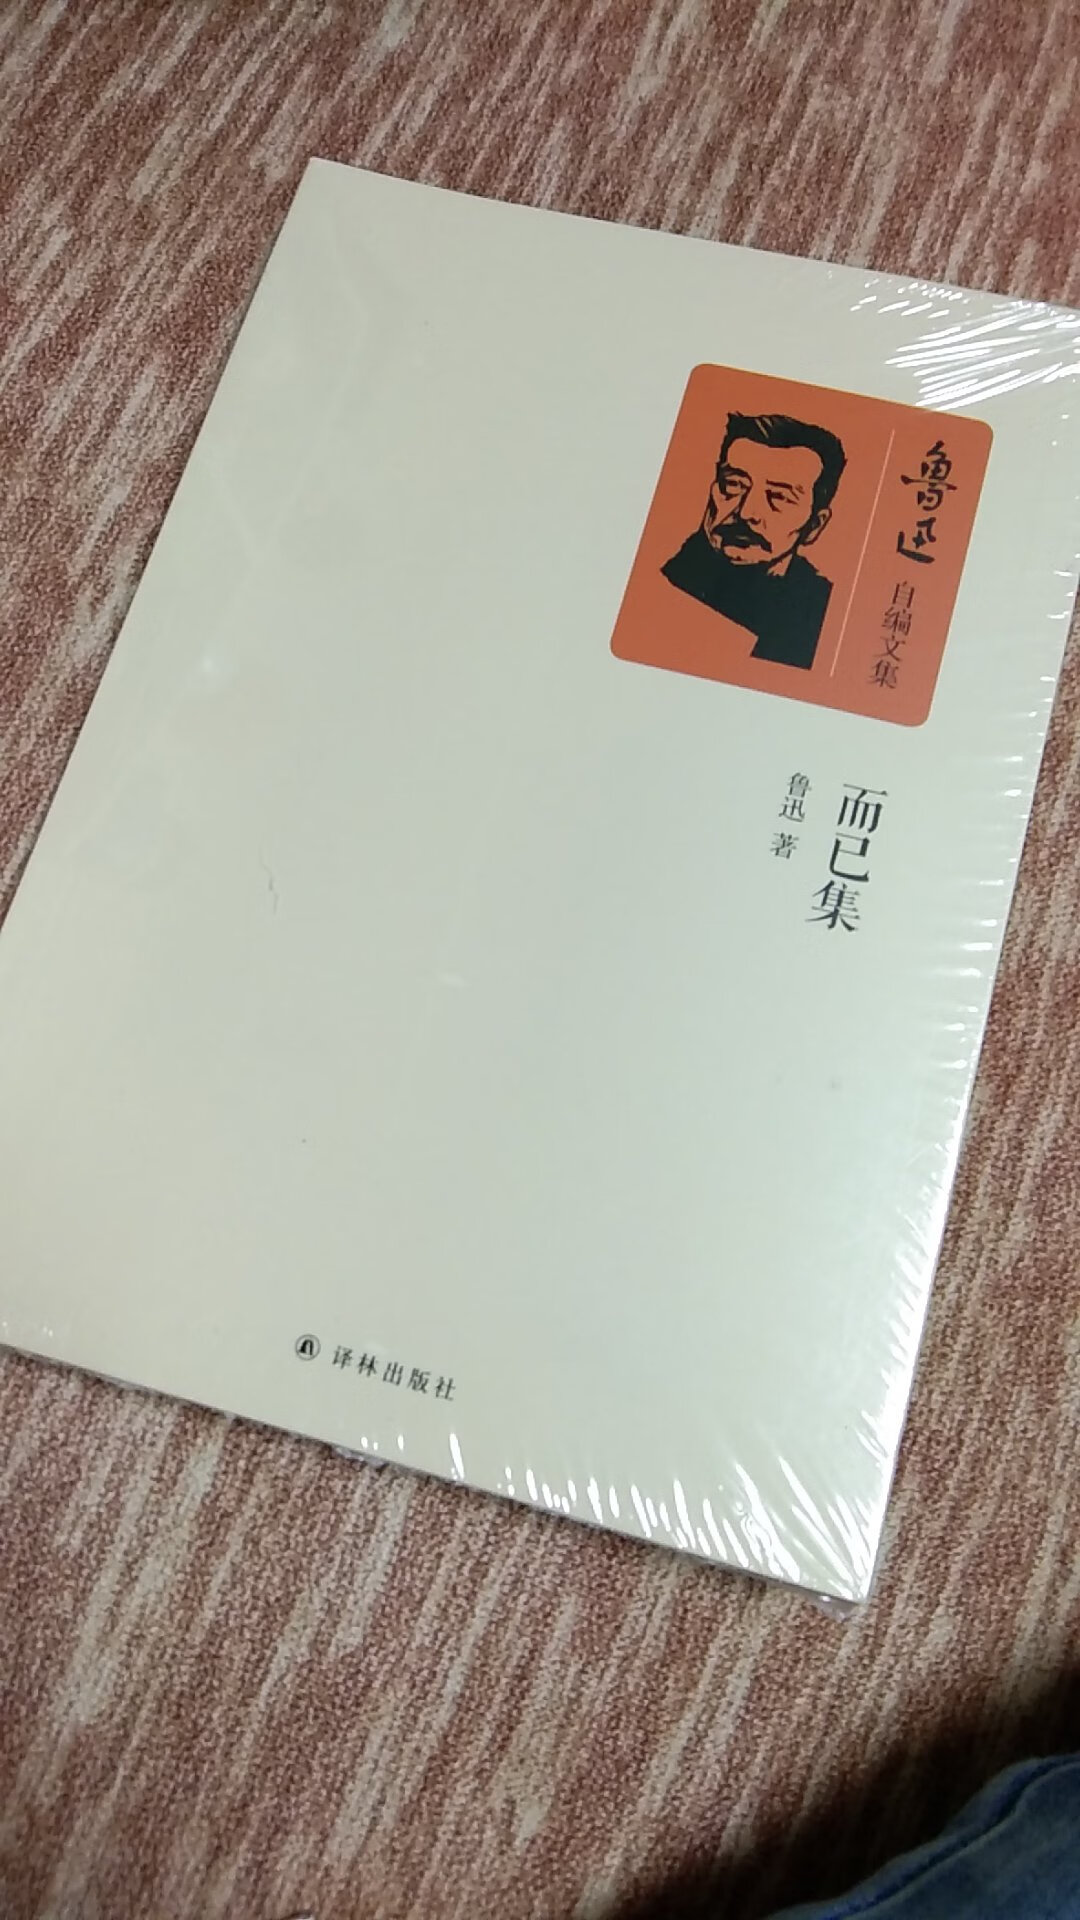 鲁迅
自编文集
而已集
鲁迅 著
译林出版社